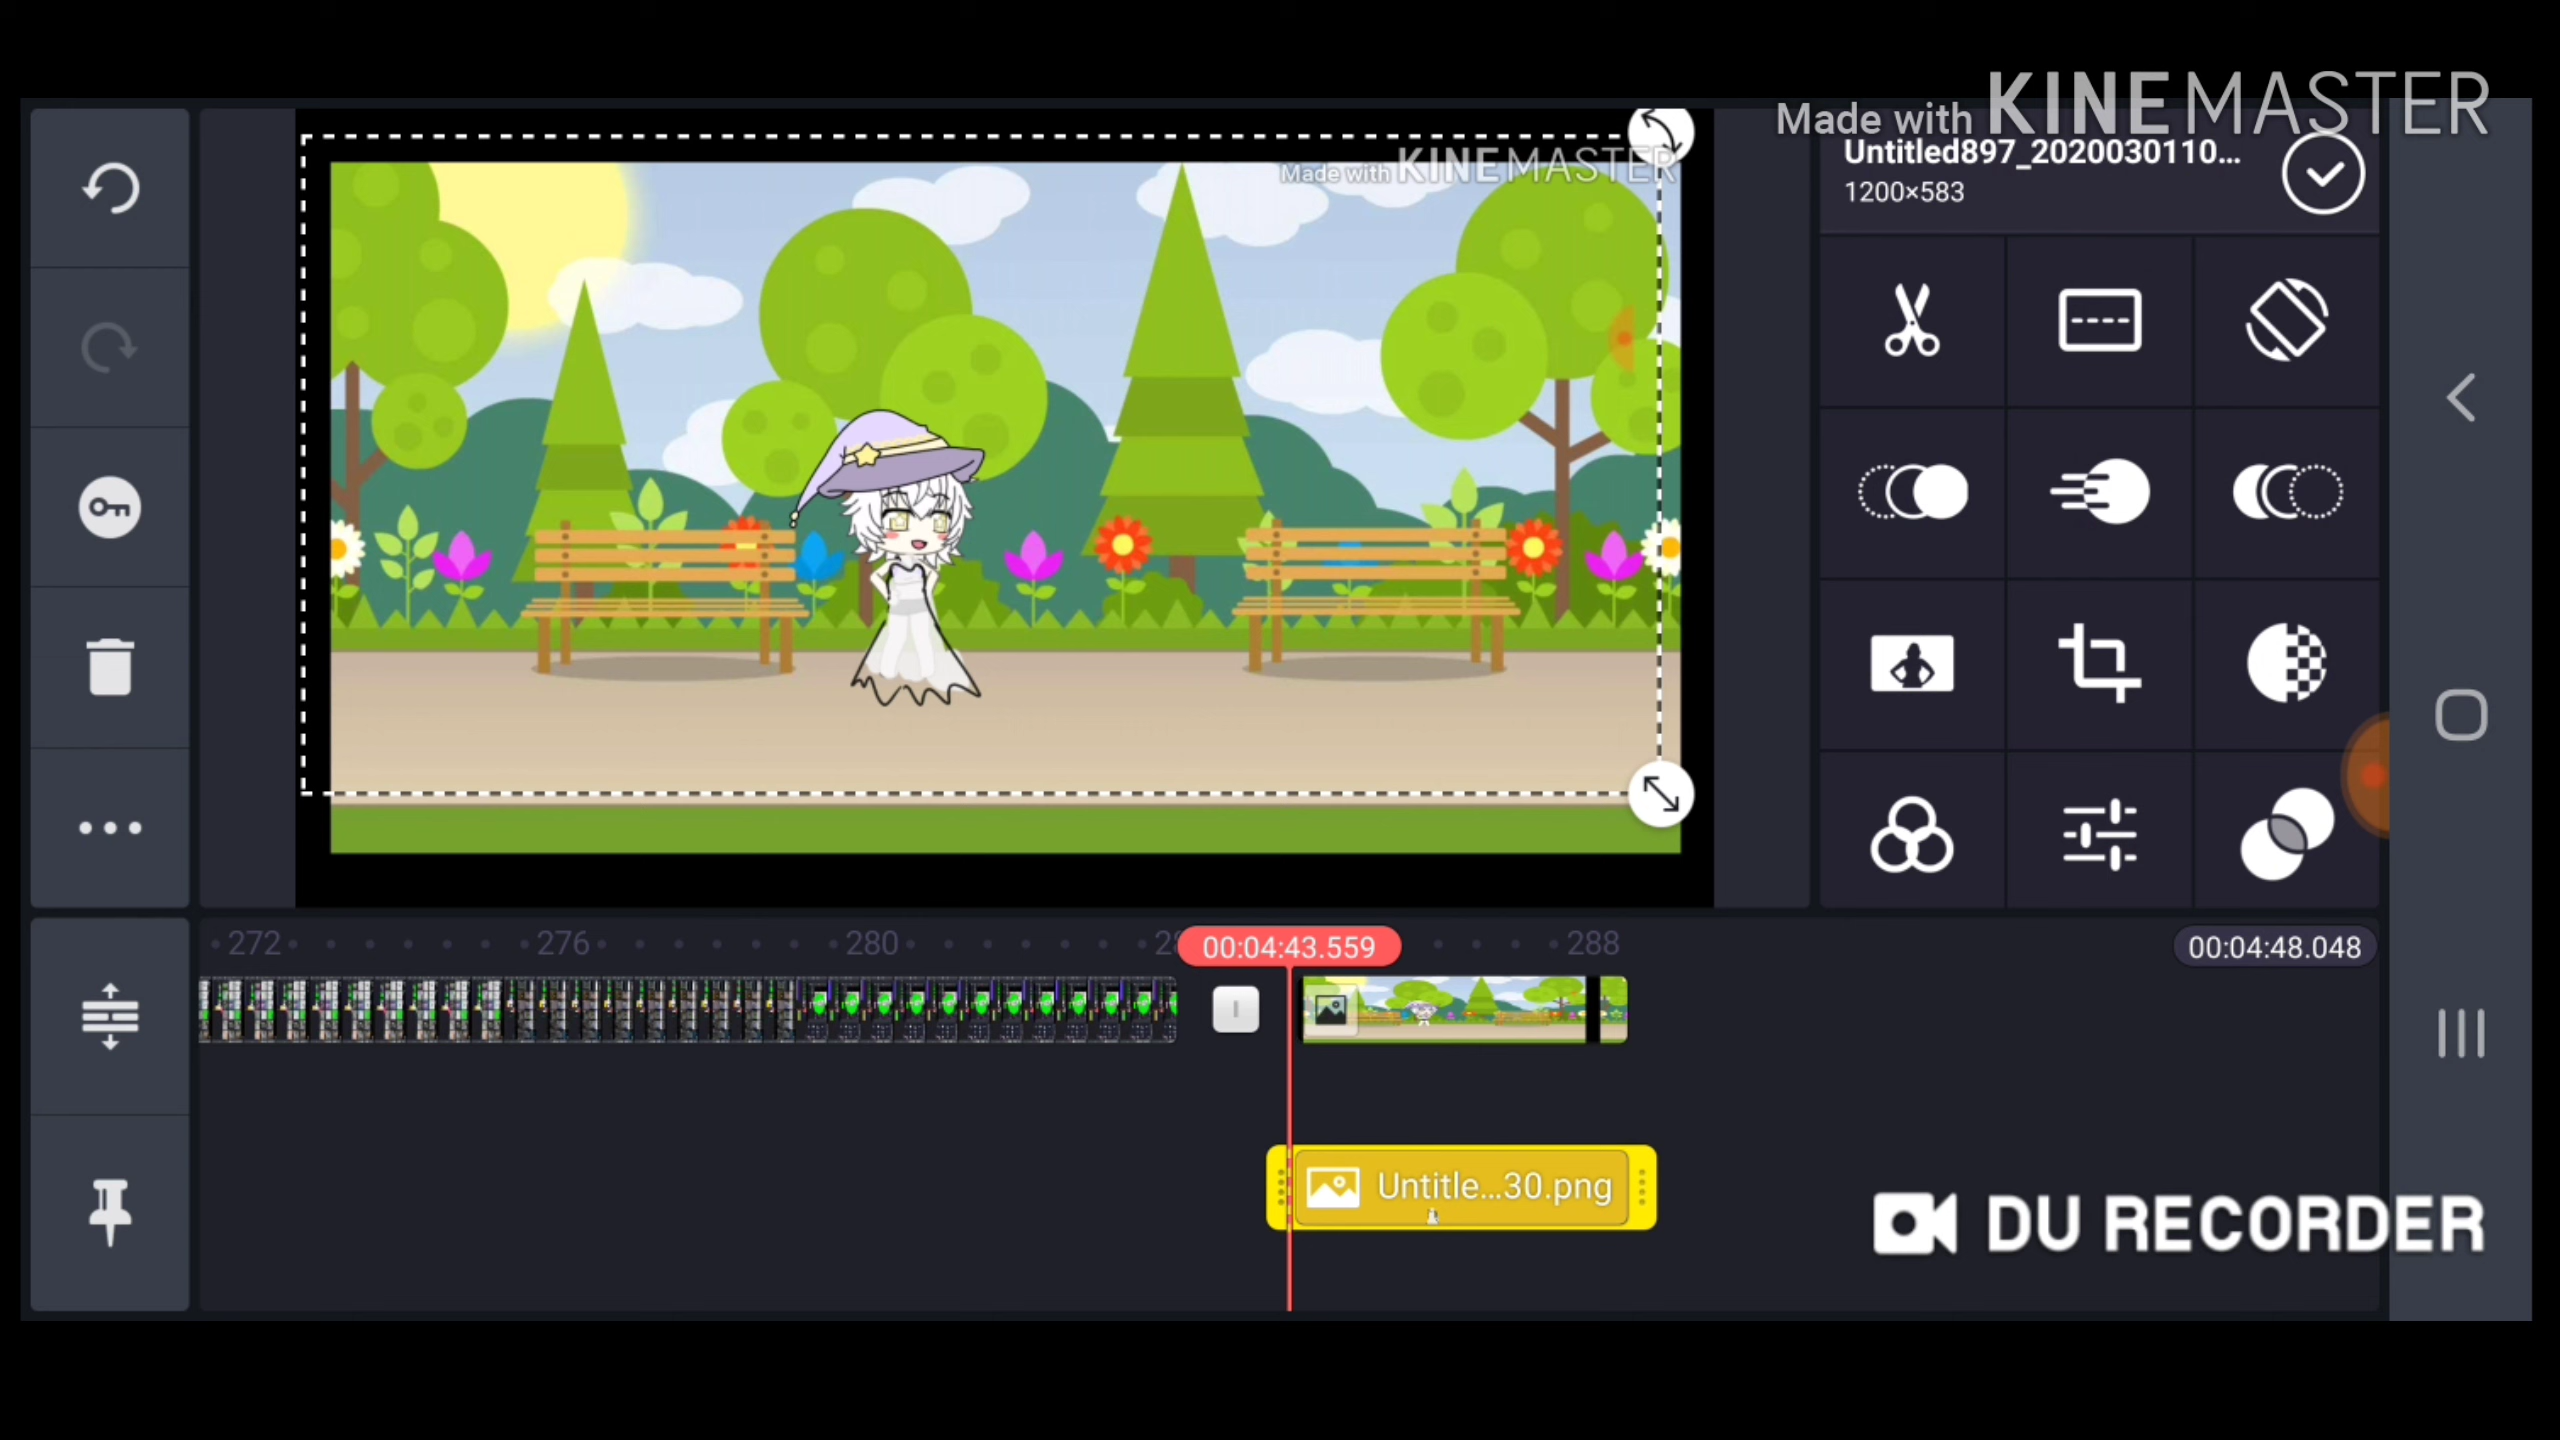 Made with KINEMASTER
Untitled897_2020030110...
1200×583
Made with KINEMASTER
272
276
280
00:04:43.559
288
00:04:48.048
Untitle...30.png
DU RECORDER